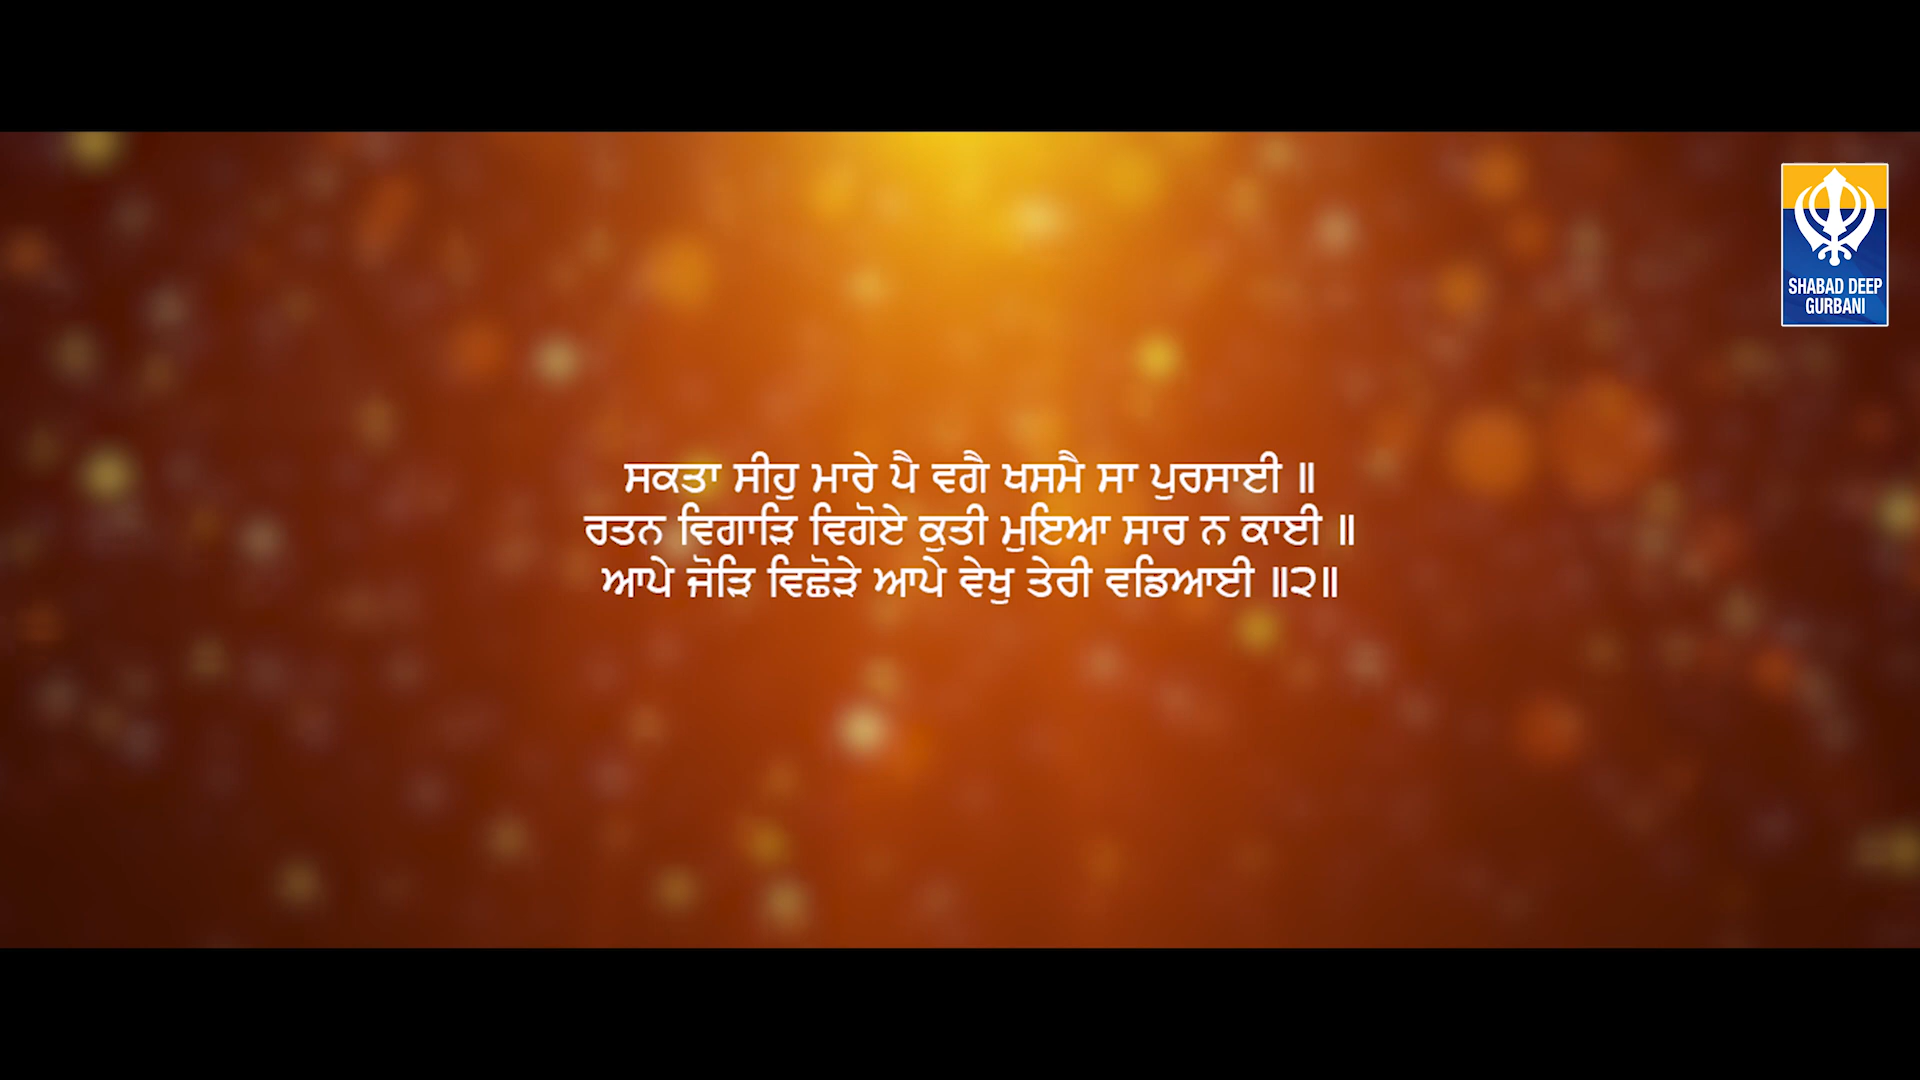 SHABAD DEEP
GURBANI
ਸਕਤਾ ਸੀਹੁ ਮਾਰੇ ਪੈ ਵਗੈ ਖਸਮੈ ਸਾ ਪੁਰਸਾਈ ॥
ਰਤਨ ਵਿਗਾੜਿ ਵਿਗੋਏ ਕੁਤੀ ਮੁਇਆ ਸਾਰ ਨ ਕਾਈ ॥
ਆਪੇ ਜੋੜਿ ਵਿਛੋੜੇ ਆਪੇ ਵੇਖੁ ਤੇਰੀ ਵਡਿਆਈ ॥੨॥